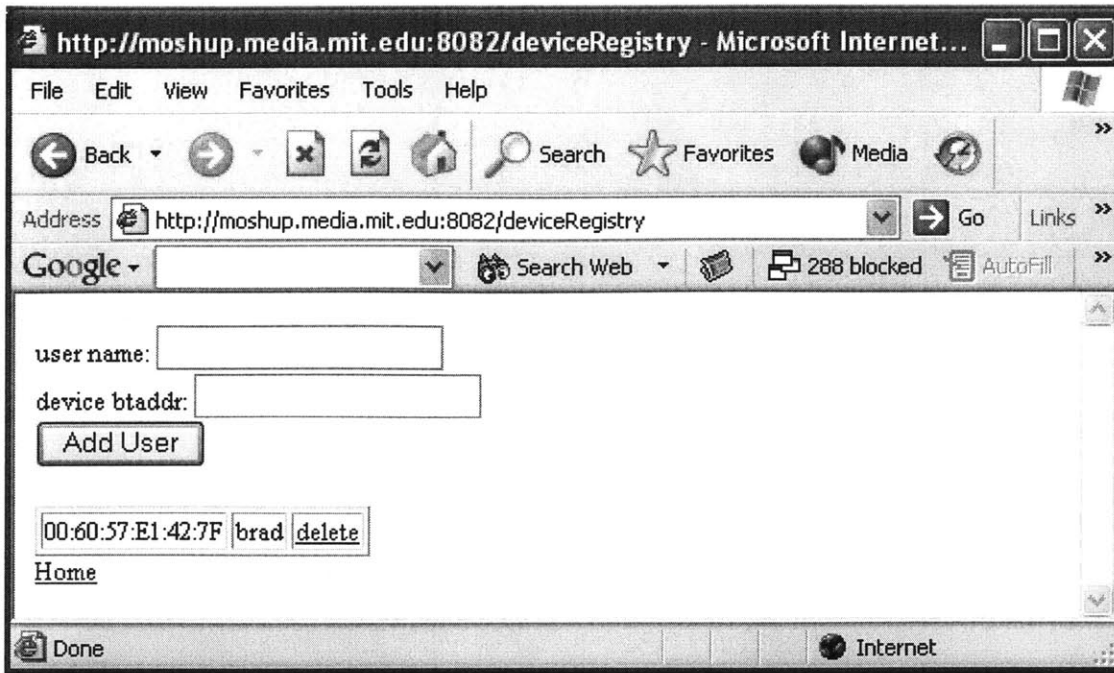 http://moshup.media.mit.edu:8082/deviceRegistry - Microsoft Internet...
File Edit View Favorites Tools Help
Back Search Favorites Media »
Address http://moshup.media.mit.edu:8082/deviceRegistry Go Links »
Google Search Web 288 blocked AutoFill »
user name:
device btaddr:
Add User
00:60:57:E1:42:7F brad delete
Home
Done Internet